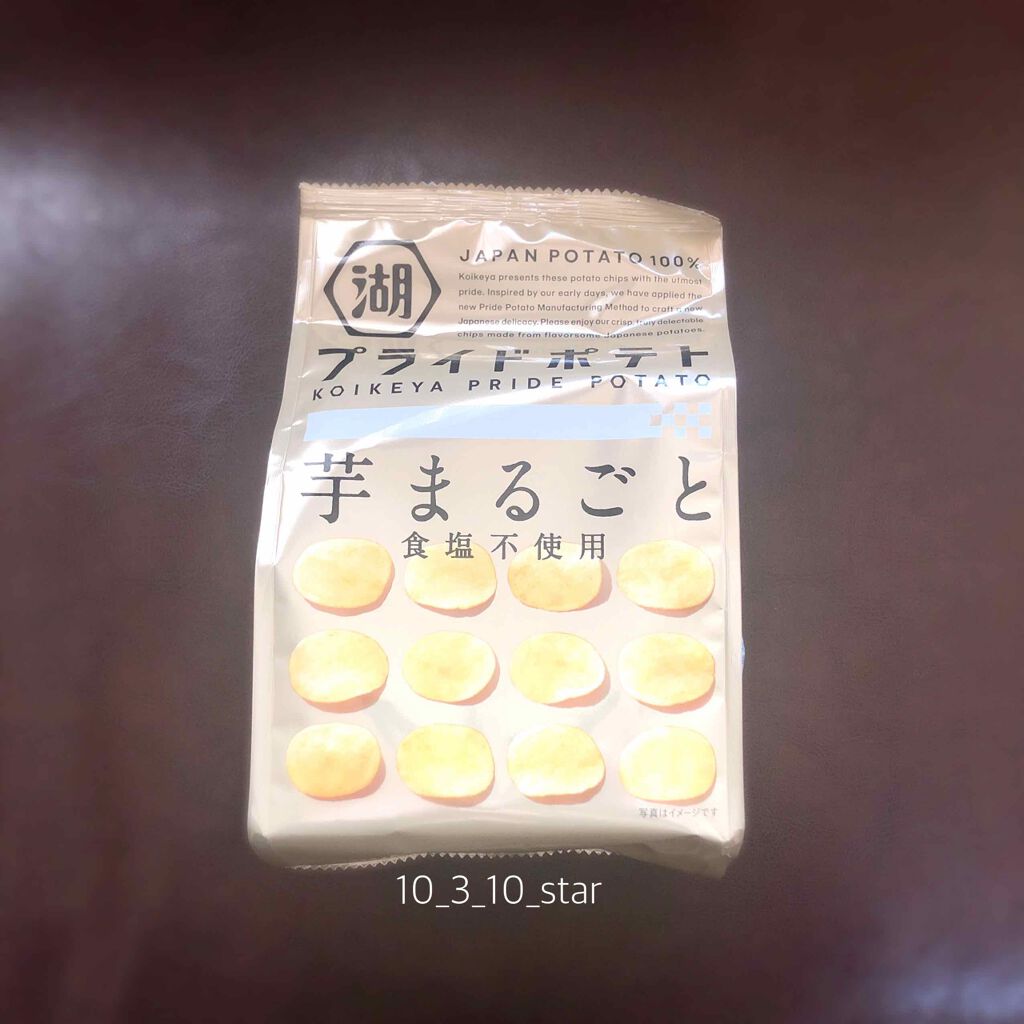 湖
JAPAN POTATO 100%
Koikeya presents these potato chips with the utmost
pride. Inspired by our early days, we have applied the
new Pride Potato Manufacturing Method to craft a new
Japanese delicacy. Please enjoy our crisp, truly delectable
chips made from flavorsome Japanese potatoes.
プライドポテト
KOIKEYA PRIDE POTATO
芋まるごと
食塩不使用
写真はイメージです
10_3_10_star